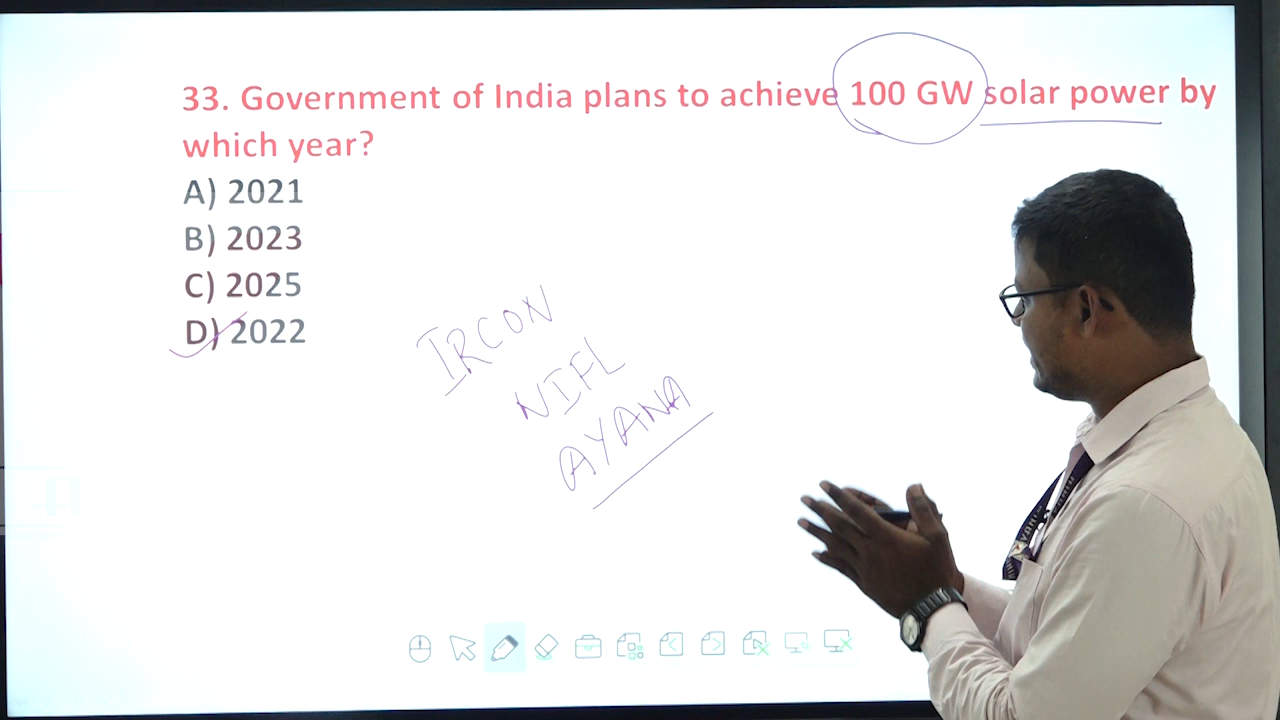 33. Government of India plans to achieve 100 GW solar power by
which year?
A) 2021
B) 2023
C) 2025
D) 2022
IRCON
NIFL
AYANA